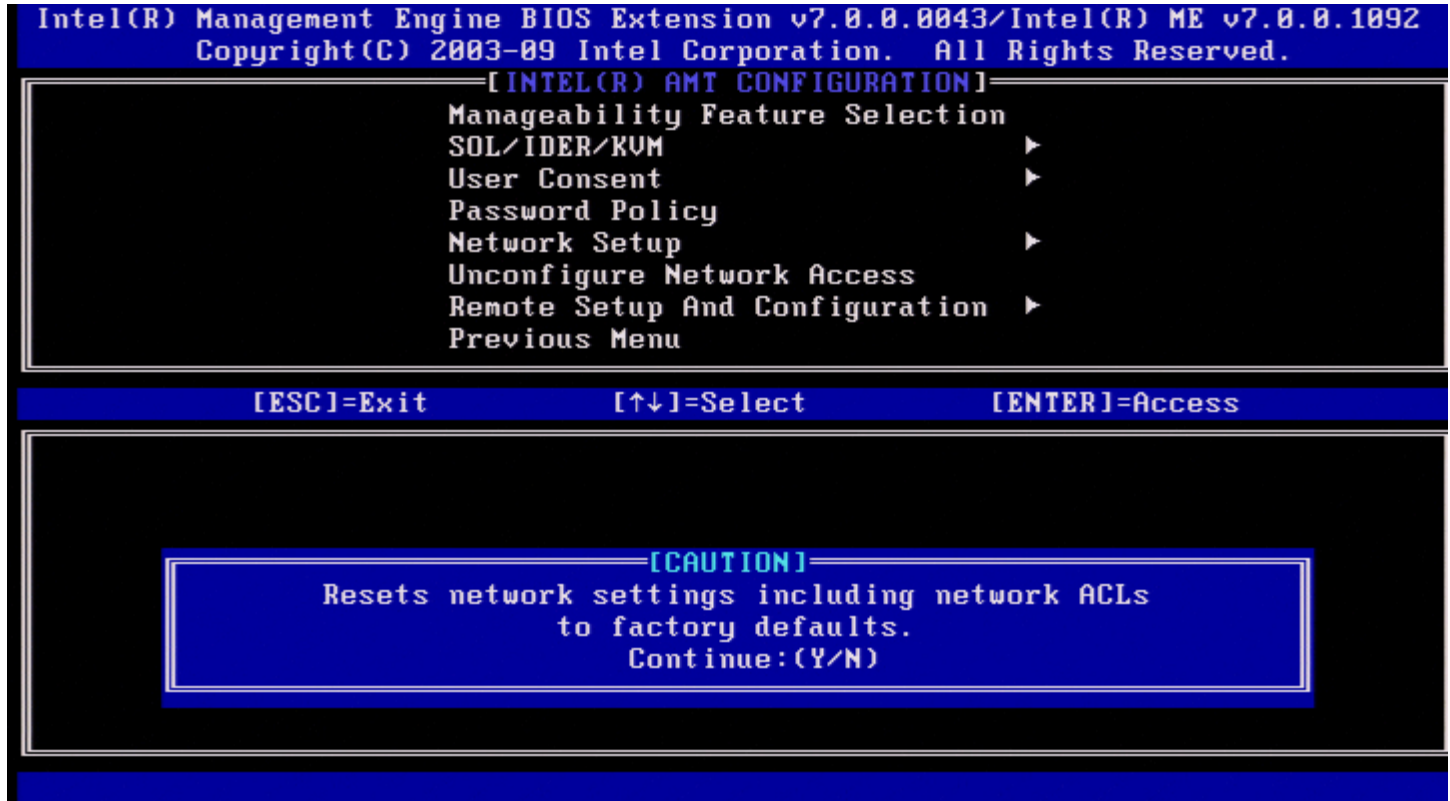 Intel(R) Management Engine BIOS Extension v7.0.0.0043/Intel(R) ME v7.0.0.1092
Copyright(C) 2003-09 Intel Corporation. All Rights Reserved.
[INTEL(R) AMT CONFIGURATION]
Manageability Feature Selection
SOL/IDER/KVM ►
User Consent ►
Password Policy
Network Setup ►
Unconfigure Network Access
Remote Setup And Configuration ►
Previous Menu
[ESC]=Exit [↑↓]=Select [ENTER]=Access
[CAUTION]
Resets network settings including network ACLs
to factory defaults.
Continue:(Y/N)